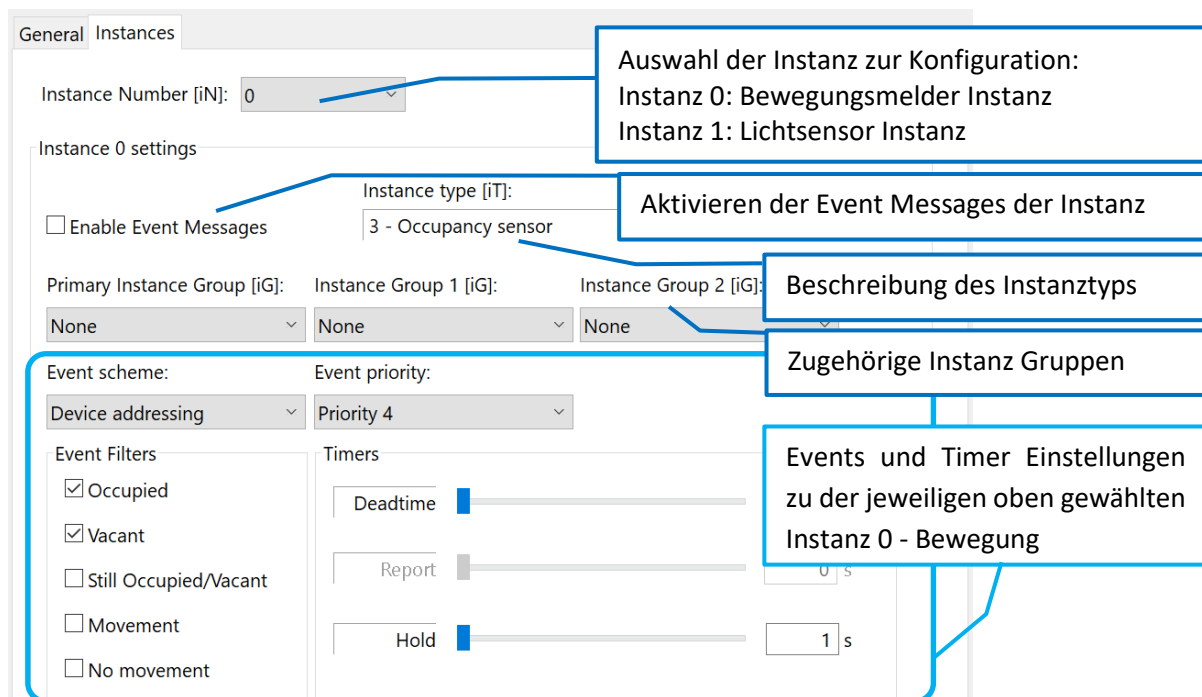 General Instances
Auswahl der Instanz zur Konfiguration:
Instanz 0: Bewegungsmelder Instanz
Instanz 1: Lichtsensor Instanz
Instance Number [iN]: 0
Instance 0 settings
Instance type [iT]:
Aktivieren der Event Messages der Instanz
Enable Event Messages
3 - Occupancy sensor
Beschreibung des Instanztyps
Primary Instance Group [iG]: Instance Group 1 [iG]: Instance Group 2 [iG]:
None None None
Zugehörige Instanz Gruppen
Event scheme: Event priority:
Device addressing Priority 4
Events und Timer Einstellungen
zu der jeweiligen oben gewählten
Instanz 0 - Bewegung
Event Filters Timers
Occupied
Deadtime
Vacant
Still Occupied/Vacant
Report 0 s
Movement
Hold 1 s
No movement